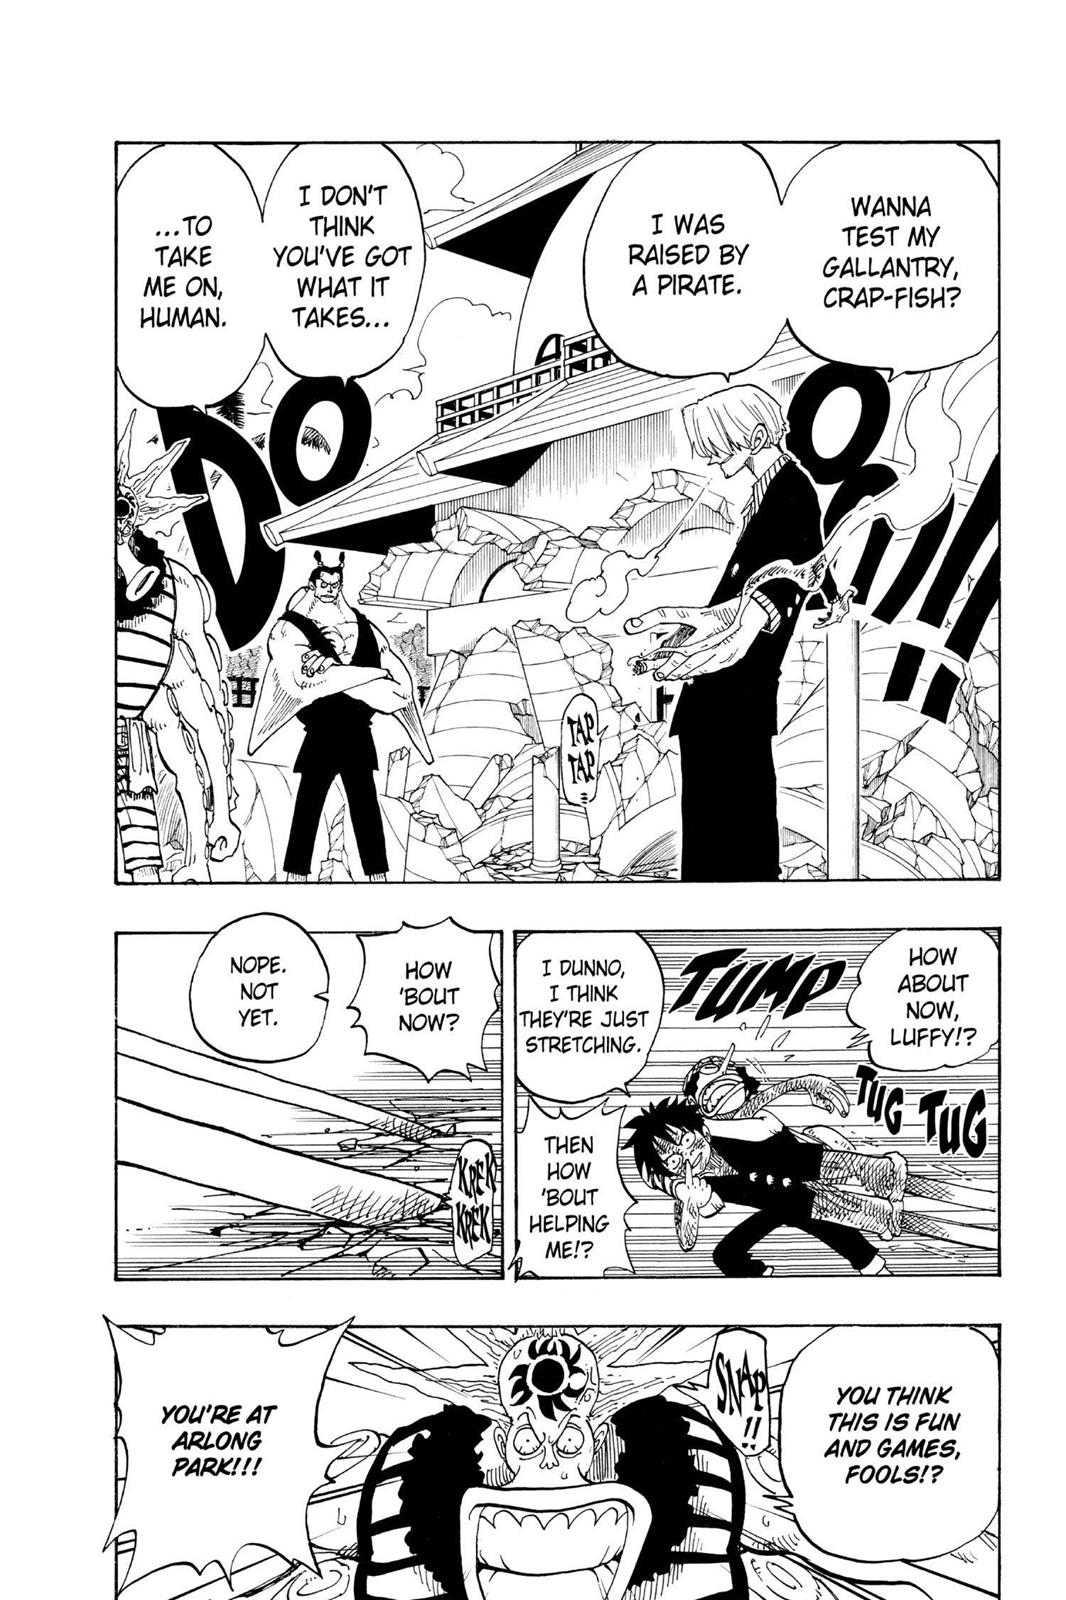 WANNA
TEST MY
GALLANTRY,
CRAP-FISH?
I WAS
RAISED BY
A PIRATE.
I DON'T
THINK
YOU'VE GOT
WHAT IT
TAKES...
...TO
TAKE
ME ON,
HUMAN.
DO
TAP
TAP
HOW
ABOUT
NOW,
LUFFY!?
TUMP
TUG TUG
I DUNNO,
I THINK
THEY'RE JUST
STRETCHING.
THEN
HOW
'BOUT
HELPING
ME!?
HOW
'BOUT
NOW?
NOPE.
NOT
YET.
KREK
KREK
YOU THINK
THIS IS FUN
AND GAMES,
FOOLS!?
SNAP!!
YOU'RE AT
ARLONG
PARK!!!